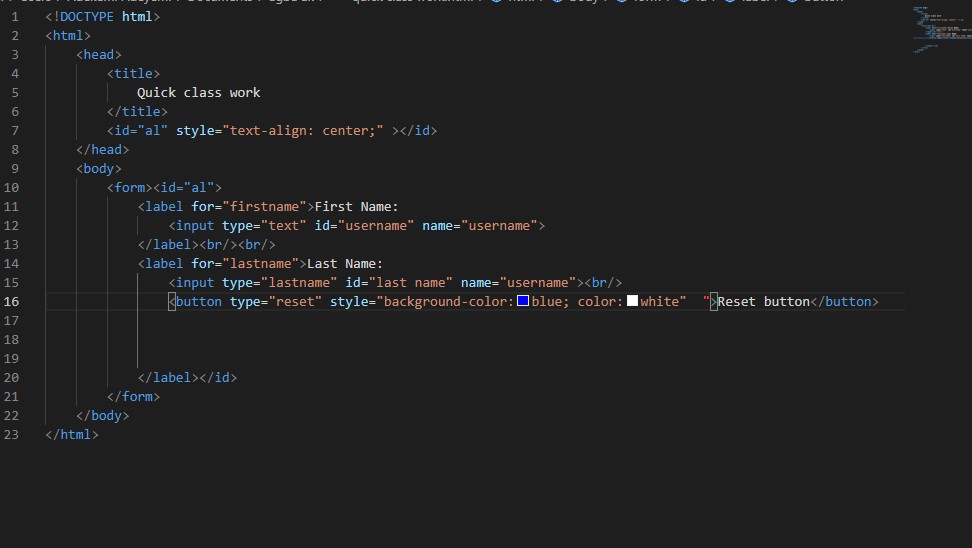 1 <!DOCTYPE html>
2 <html>
3 <head>
4 <title>
5 Quick class work
6 </title>
7 <id="al" style="text-align: center;" ></id>
8 </head>
9 <body>
10 <form><id="al">
11 <label for="firstname">First Name:
12 <input type="text" id="username" name="username">
13 </label><br/><br/>
14 <label for="lastname">Last Name:
15 <input type="lastname" id="last name" name="username"><br/>
16 <button type="reset" style="background-color:blue; color:white"  ">Reset button</button>
17
18
19
20 </label></id>
21 </form>
22 </body>
23 </html>